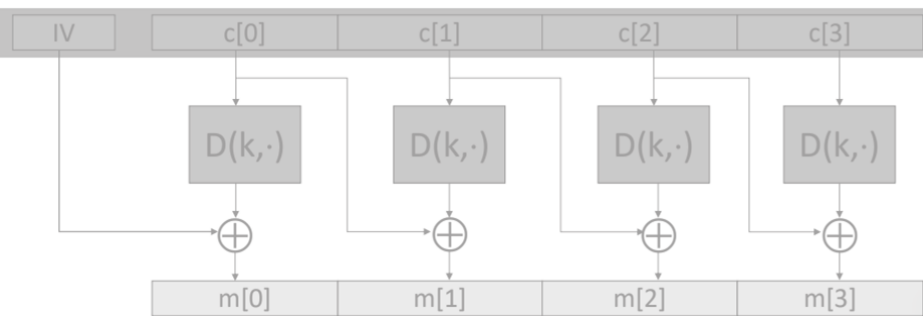 IV c[0] c[1] c[2] c[3]
D(k,·) D(k,·) D(k,·) D(k,·)
m[0] m[1] m[2] m[3]